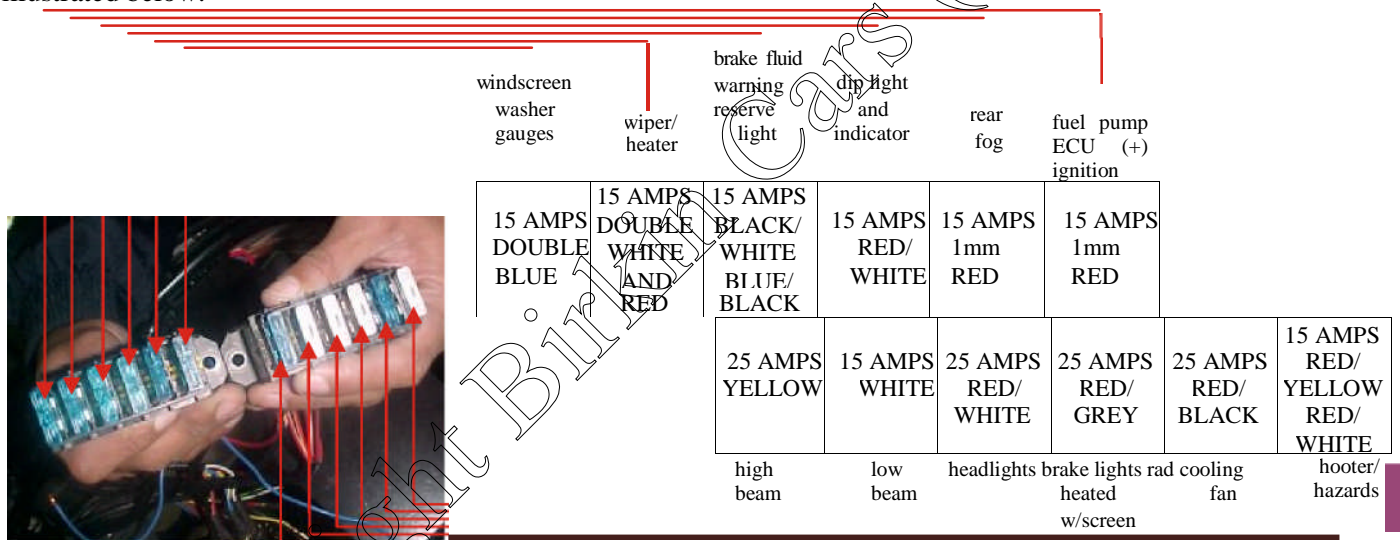 illustrated below.
windscreen
washer
gauges
wiper/
heater
brake fluid
warning
reserve
light
dip light
and
indicator
rear
fog
fuel pump
ECU (+)
ignition
15 AMPS
DOUBLE
BLUE
15 AMPS
DOUBLE
WHITE
AND
RED
15 AMPS
BLACK/
WHITE
BLUE/
BLACK
15 AMPS
RED/
WHITE
15 AMPS
1mm
RED
15 AMPS
1mm
RED
25 AMPS
YELLOW
15 AMPS
WHITE
25 AMPS
RED/
WHITE
25 AMPS
RED/
GREY
25 AMPS
RED/
BLACK
15 AMPS
RED/
YELLOW
RED/
WHITE
high
beam
low
beam
headlights brake lights rad cooling
heated fan
w/screen
hooter/
hazards
ght Birkin Cars (